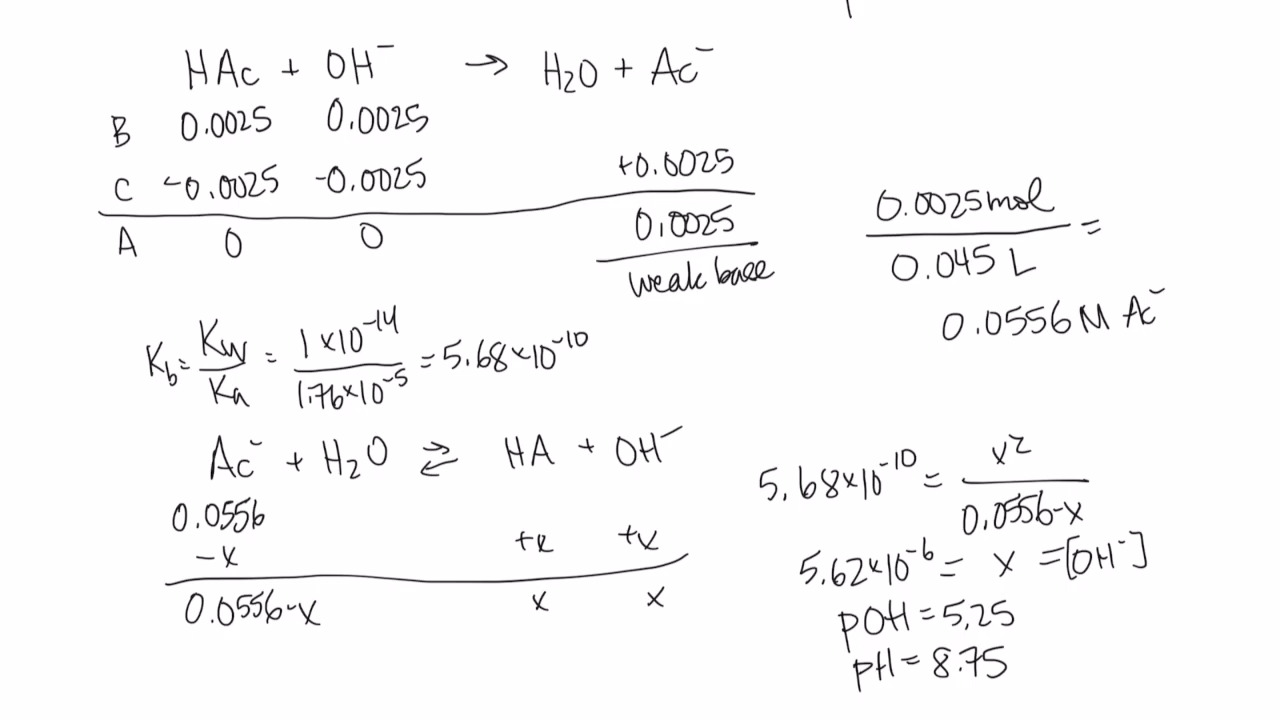 HAc + OH⁻ → H2O + Ac⁻
B 0.0025 0.0025
C -0.0025 -0.0025 +0.0025
A 0 0 0.0025
weak base
0.0025 mol
0.045 L
=
0.0556 M Ac⁻
Kb = Kw/Ka = 1×10⁻¹⁴/1.76×10⁻⁵ = 5.68×10⁻¹⁰
Ac⁻ + H2O ⇌ HA + OH⁻
0.0556
-x +x +x
0.0556-x x x
5.68×10⁻¹⁰ = x²/0.0556-x
5.62×10⁻⁶ = x = [OH⁻]
pOH = 5.25
pH = 8.75